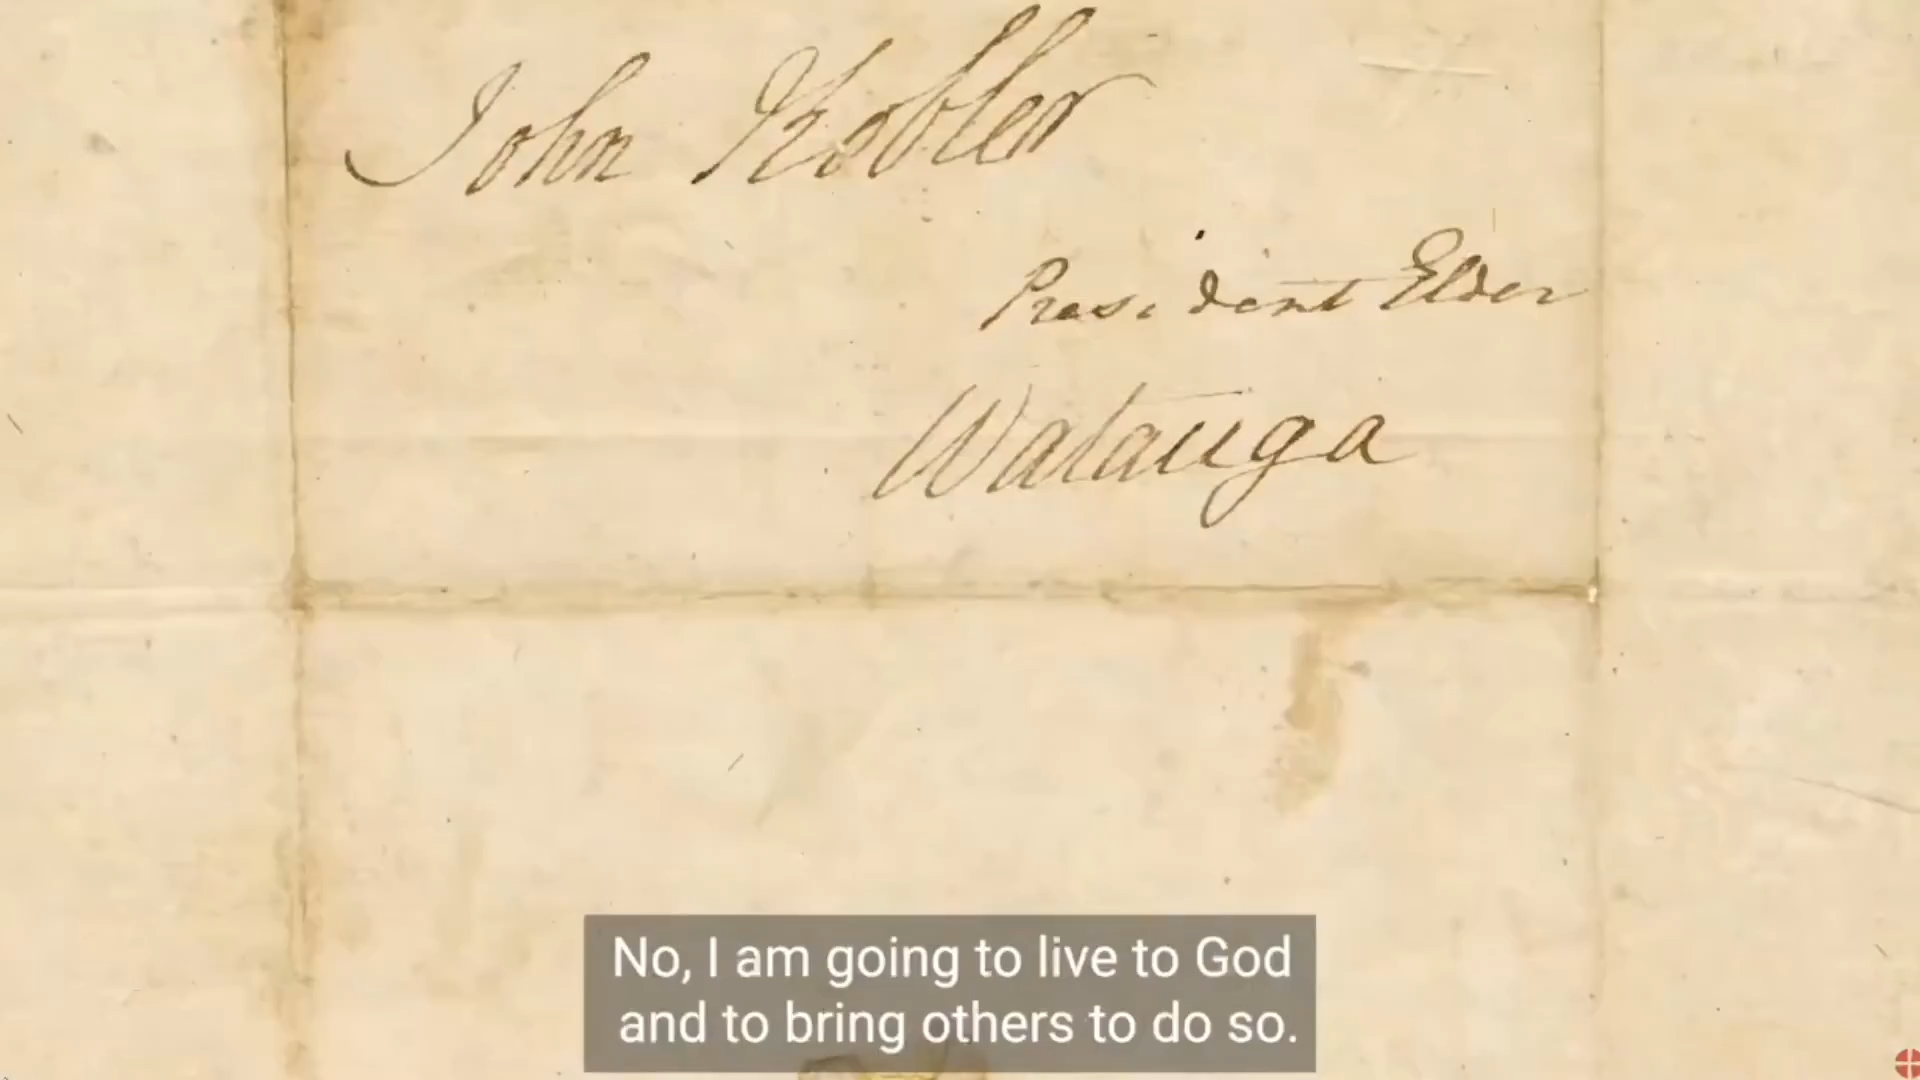 John Kobler
President Elder
Watauga
No, I am going to live to God
and to bring others to do so.